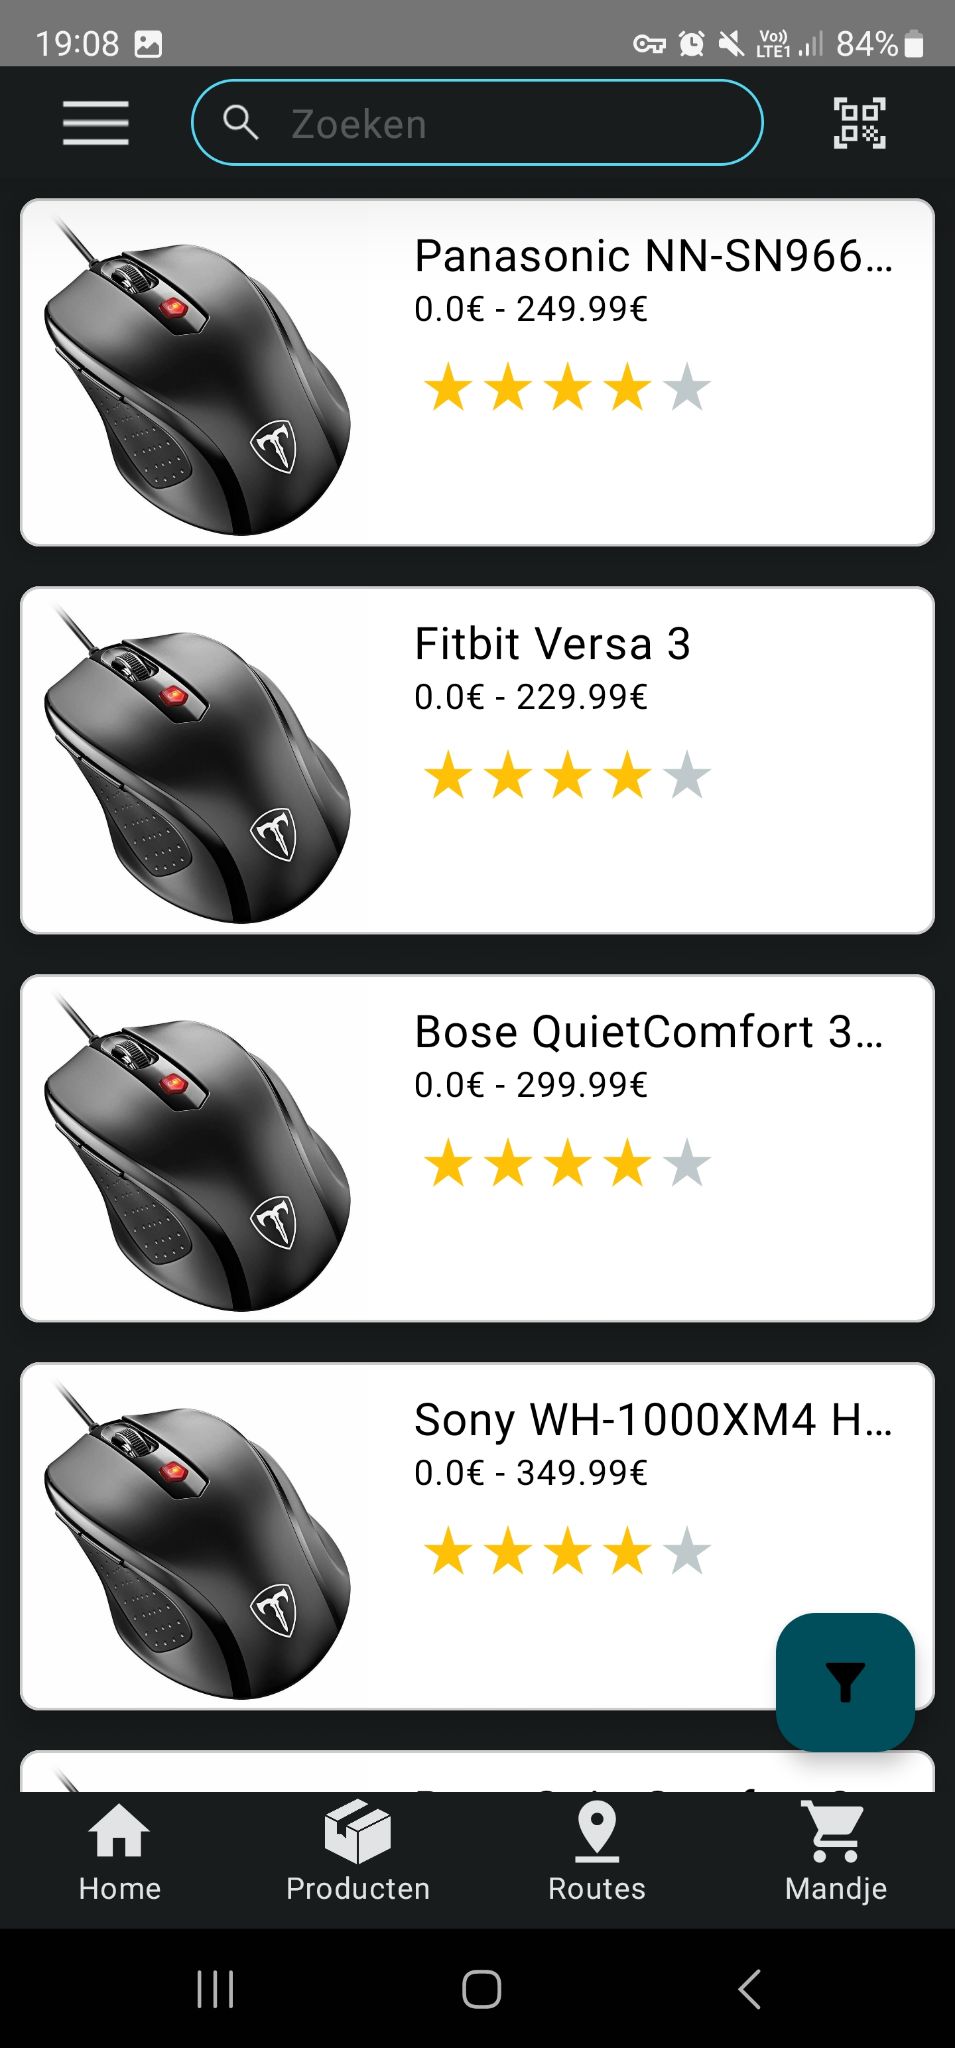 19:08
Vo)) LTE1 84%
Zoeken
Panasonic NN-SN966...
0.0€ - 249.99€
Fitbit Versa 3
0.0€ - 229.99€
Bose QuietComfort 3...
0.0€ - 299.99€
Sony WH-1000XM4 H...
0.0€ - 349.99€
Home Producten Routes Mandje